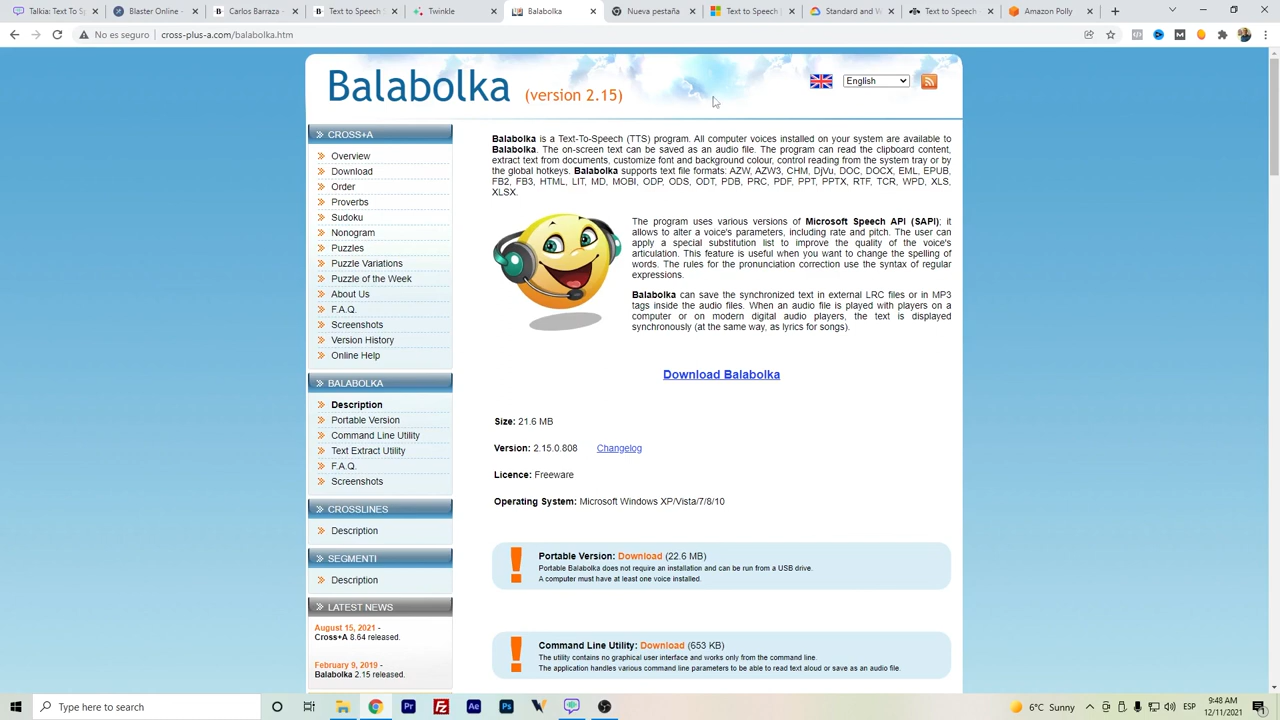 Talkia: Text to S
Blaster Online -
Carlos Barraza -
Text to Speech S
Twinkle
Balabolka
Nueva pestaña
Text to Speech
Standard and W
Text to Speech
Amazon Polly
No es seguro | cross-plus-a.com/balabolka.htm
Balabolka (version 2.15)
English
CROSS+A
Overview
Download
Order
Proverbs
Sudoku
Nonogram
Puzzles
Puzzle Variations
Puzzle of the Week
About Us
F.A.Q.
Screenshots
Version History
Online Help
BALABOLKA
Description
Portable Version
Command Line Utility
Text Extract Utility
F.A.Q.
Screenshots
CROSSLINES
Description
SEGMENTI
Description
LATEST NEWS
August 15, 2021 -
Cross+A 8.64 released.
February 9, 2019 -
Balabolka 2.15 released.
Balabolka is a Text-To-Speech (TTS) program. All computer voices installed on your system are available to
Balabolka. The on-screen text can be saved as an audio file. The program can read the clipboard content,
extract text from documents, customize font and background colour, control reading from the system tray or by
the global hotkeys. Balabolka supports text file formats: AZW, AZW3, CHM, DjVu, DOC, DOCX, EML, EPUB,
FB2, FB3, HTML, LIT, MD, MOBI, ODP, ODS, ODT, PDB, PRC, PDF, PPT, PPTX, RTF, TCR, WPD, XLS,
XLSX.
The program uses various versions of Microsoft Speech API (SAPI); it
allows to alter a voice's parameters, including rate and pitch. The user can
apply a special substitution list to improve the quality of the voice's
articulation. This feature is useful when you want to change the spelling of
words. The rules for the pronunciation correction use the syntax of regular
expressions.
Balabolka can save the synchronized text in external LRC files or in MP3
tags inside the audio files. When an audio file is played with players on a
computer or on modern digital audio players, the text is displayed
synchronously (at the same way, as lyrics for songs).
Download Balabolka
Size: 21.6 MB
Version: 2.15.0.808 Changelog
Licence: Freeware
Operating System: Microsoft Windows XP/Vista/7/8/10
Portable Version: Download (22.6 MB)
Portable Balabolka does not require an installation and can be run from a USB drive.
A computer must have at least one voice installed.
Command Line Utility: Download (653 KB)
The utility contains no graphical user interface and works only from the command line.
The application handles various command line parameters to be able to read text aloud or save as an audio file.
Type here to search
Pr
Fz
Ae
Ps
6°C Sunny
ESP
9:48 AM
12/11/2021
1